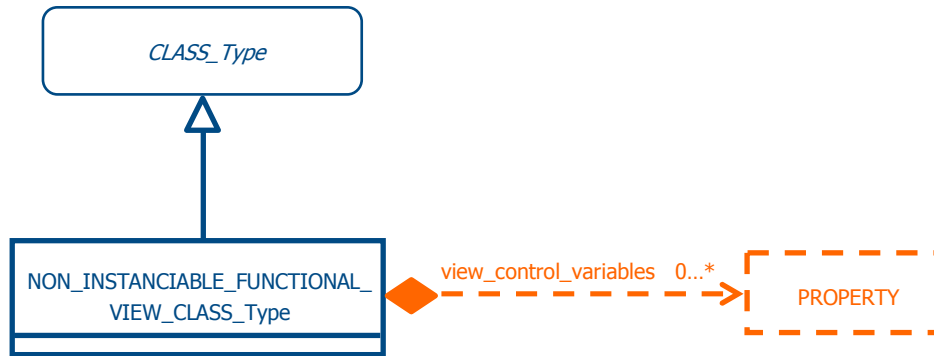 CLASS_Type
NON_INSTANCIABLE_FUNCTIONAL_
VIEW_CLASS_Type
view_control_variables 0...*
PROPERTY